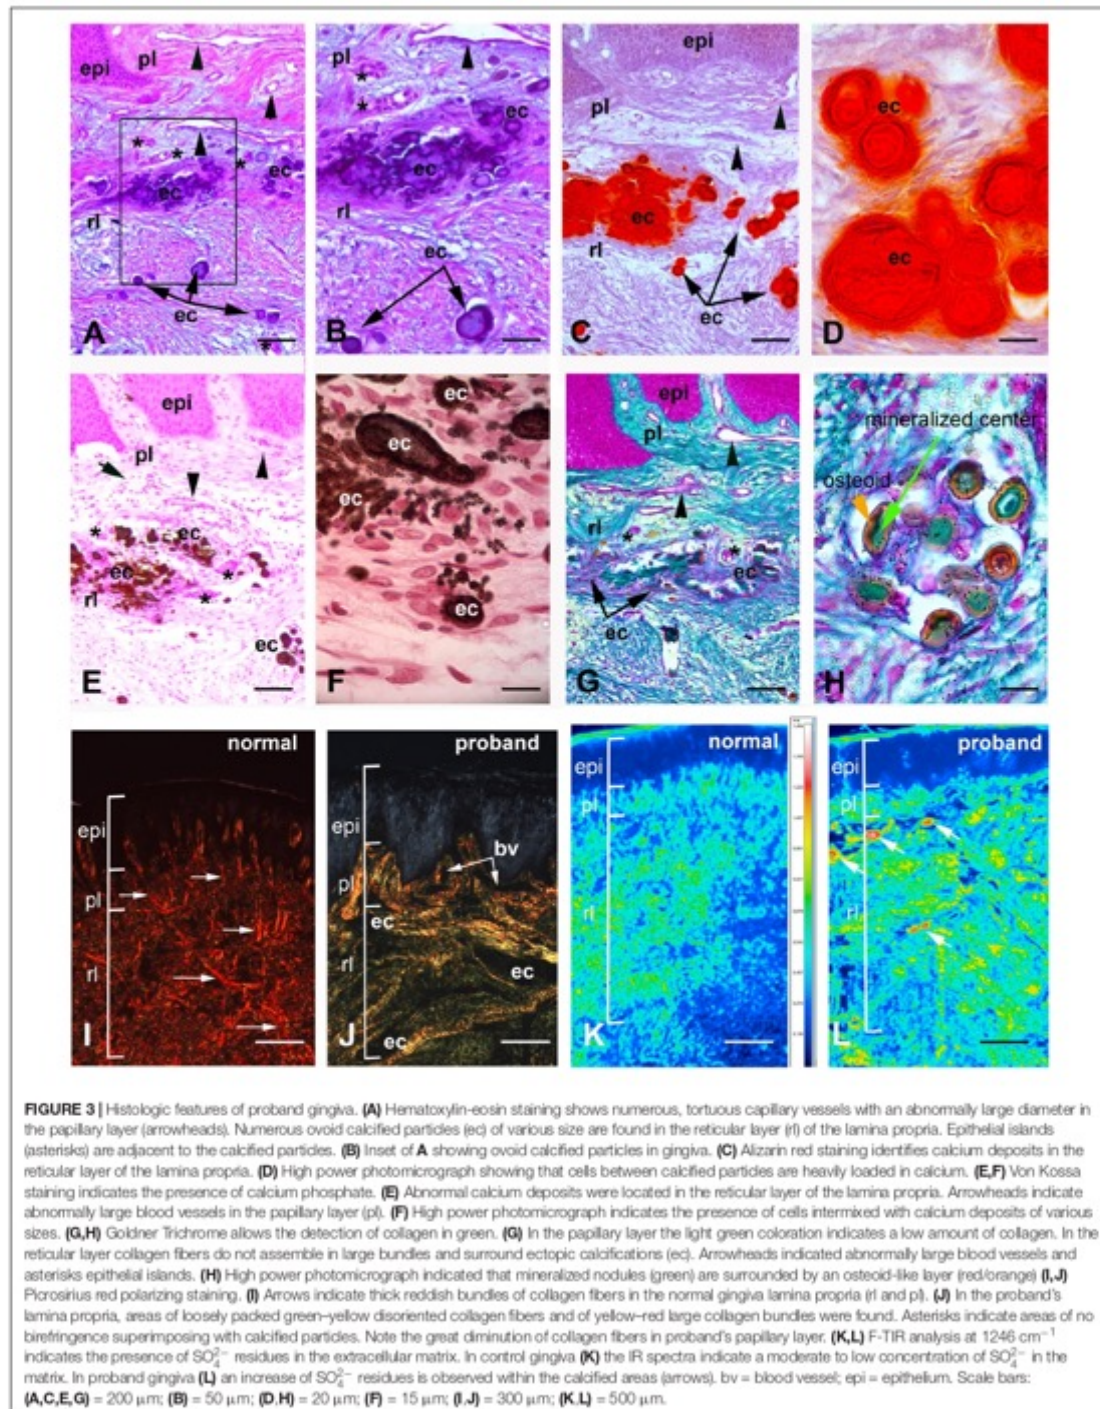 epi pl ec rl ec ec A
pl ec ec rl ec B
epi pl ec rl ec C
ec ec D
epi pl ec ec rl ec E
ec ec ec F
epi pl rl ec ec G
mineralized center
osteoid
H
normal epi pl rl I
proband epi bv pl ec rl ec ec J
normal epi pl rl K
proband epi pl rl L
FIGURE 3 | Histologic features of proband gingiva. (A) Hematoxylin-eosin staining shows numerous, tortuous capillary vessels with an abnormally large diameter in
the papillary layer (arrowheads). Numerous ovoid calcified particles (ec) of various size are found in the reticular layer (rl) of the lamina propria. Epithelial islands
(asterisks) are adjacent to the calcified particles. (B) Inset of A showing ovoid calcified particles in gingiva. (C) Alizarin red staining identifies calcium deposits in the
reticular layer of the lamina propria. (D) High power photomicrograph showing that cells between calcified particles are heavily loaded in calcium. (E,F) Von Kossa
staining indicates the presence of calcium phosphate. (E) Abnormal calcium deposits were located in the reticular layer of the lamina propria. Arrowheads indicate
abnormally large blood vessels in the papillary layer (pl). (F) High power photomicrograph indicates the presence of cells intermixed with calcium deposits of various
sizes. (G,H) Goldner Trichrome allows the detection of collagen in green. (G) In the papillary layer the light green coloration indicates a low amount of collagen. In the
reticular layer collagen fibers do not assemble in large bundles and surround ectopic calcifications (ec). Arrowheads indicated abnormally large blood vessels and
asterisks epithelial islands. (H) High power photomicrograph indicated that mineralized nodules (green) are surrounded by an osteoid-like layer (red/orange) (I,J)
Picrosirius red polarizing staining. (I) Arrows indicate thick reddish bundles of collagen fibers in the normal gingiva lamina propria (rl and pl). (J) In the proband's
lamina propria, areas of loosely packed green–yellow disoriented collagen fibers and of yellow–red large collagen bundles were found. Asterisks indicate areas of no
birefringence superimposing with calcified particles. Note the great diminution of collagen fibers in proband's papillary layer. (K,L) F-TIR analysis at 1246 cm⁻¹
indicates the presence of SO₄²⁻ residues in the extracellular matrix. In control gingiva (K) the IR spectra indicate a moderate to low concentration of SO₄²⁻ in the
matrix. In proband gingiva (L) an increase of SO₄²⁻ residues is observed within the calcified areas (arrows). bv = blood vessel; epi = epithelium. Scale bars:
(A,C,E,G) = 200 μm; (B) = 50 μm; (D,H) = 20 μm; (F) = 15 μm; (I,J) = 300 μm; (K,L) = 500 μm.